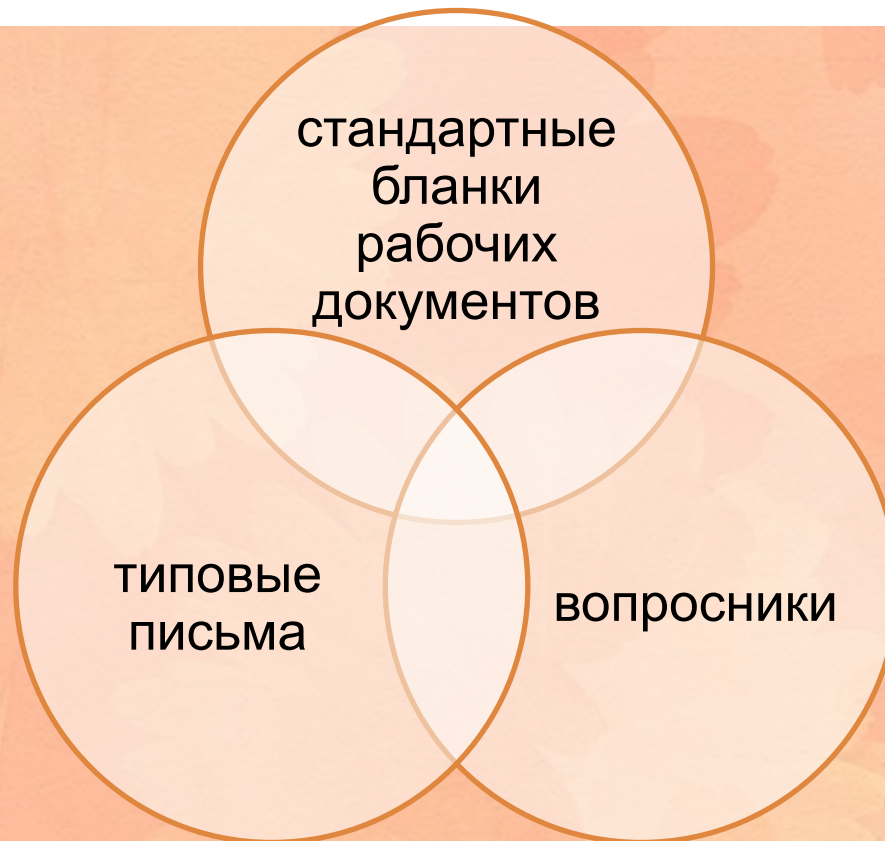 стандартные
бланки
рабочих
документов
типовые
письма
вопросники